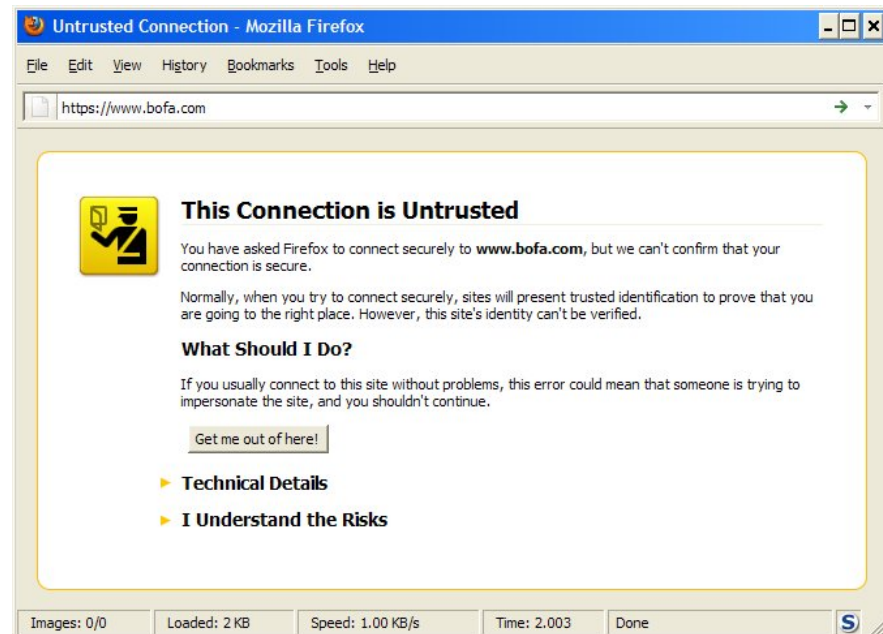 Untrusted Connection - Mozilla Firefox
File Edit View History Bookmarks Tools Help
https://www.bofa.com
This Connection is Untrusted
You have asked Firefox to connect securely to www.bofa.com, but we can't confirm that your
connection is secure.
Normally, when you try to connect securely, sites will present trusted identification to prove that you
are going to the right place. However, this site's identity can't be verified.
What Should I Do?
If you usually connect to this site without problems, this error could mean that someone is trying to
impersonate the site, and you shouldn't continue.
Get me out of here!
Technical Details
I Understand the Risks
Images: 0/0 Loaded: 2 KB Speed: 1.00 KB/s Time: 2.003 Done S